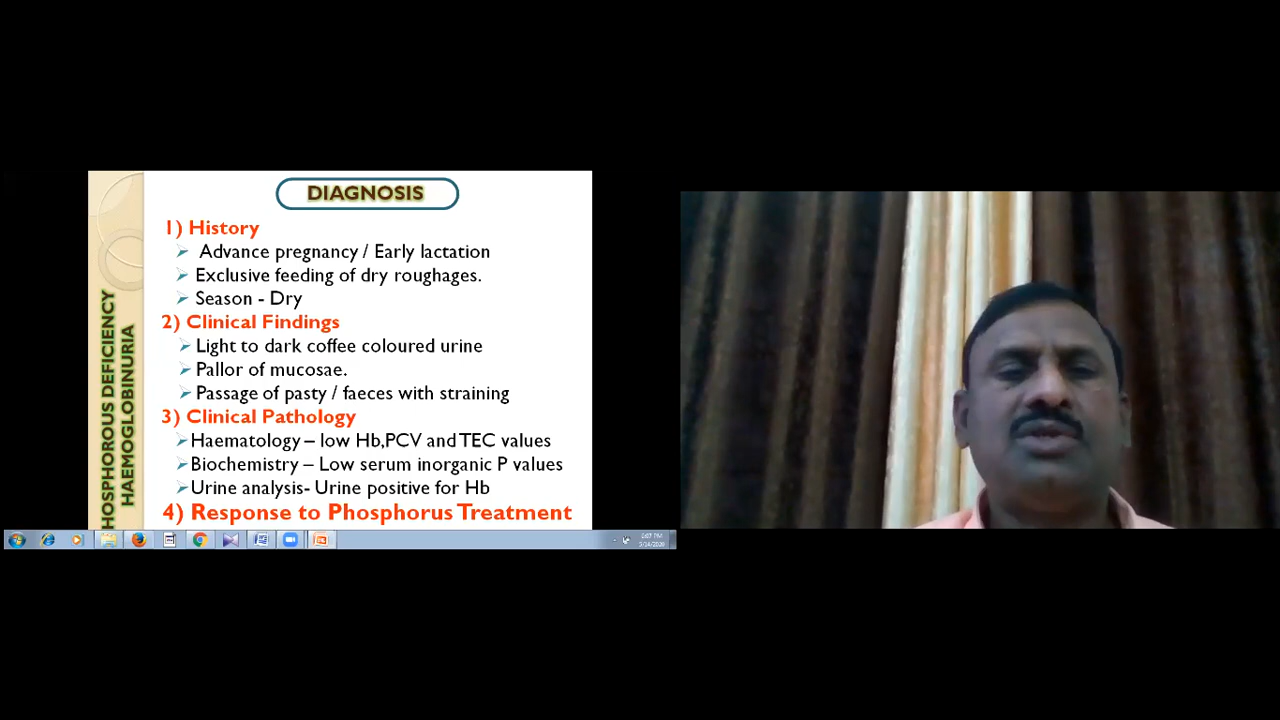 DIAGNOSIS
1) History
Advance pregnancy / Early lactation
Exclusive feeding of dry roughages.
Season - Dry
2) Clinical Findings
Light to dark coffee coloured urine
Pallor of mucosae.
Passage of pasty / faeces with straining
3) Clinical Pathology
Haematology – low Hb,PCV and TEC values
Biochemistry – Low serum inorganic P values
Urine analysis- Urine positive for Hb
4) Response to Phosphorus Treatment
HOSPHOROUS DEFICIENCY
HAEMOGLOBINURIA